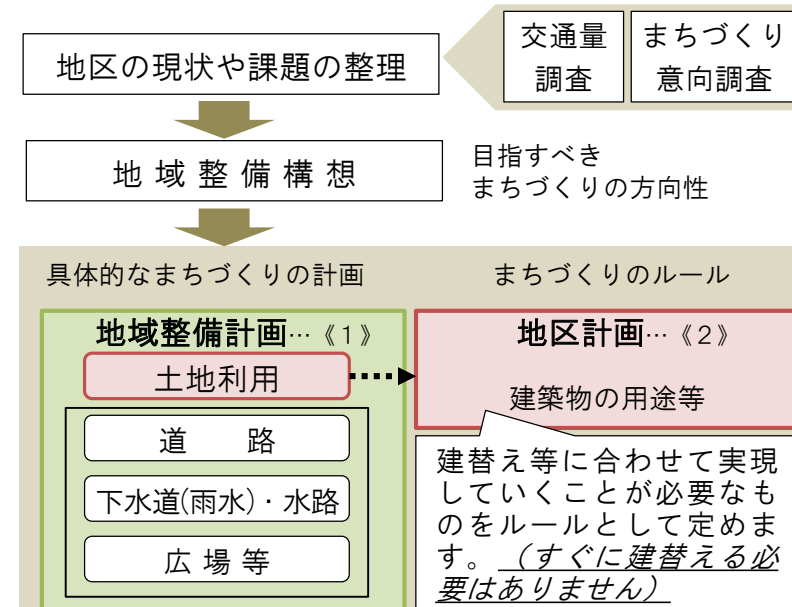 地区の現状や課題の整理
交通量
調査
まちづくり
意向調査
地域整備構想
目指すべき
まちづくりの方向性
具体的なまちづくりの計画
地域整備計画…《1》
土地利用
道　路
下水道(雨水)・水路
広場等
まちづくりのルール
地区計画…《2》
建築物の用途等
建替え等に合わせて実現
していくことが必要なも
のをルールとして定めま
す。（すぐに建替える必
要はありません）